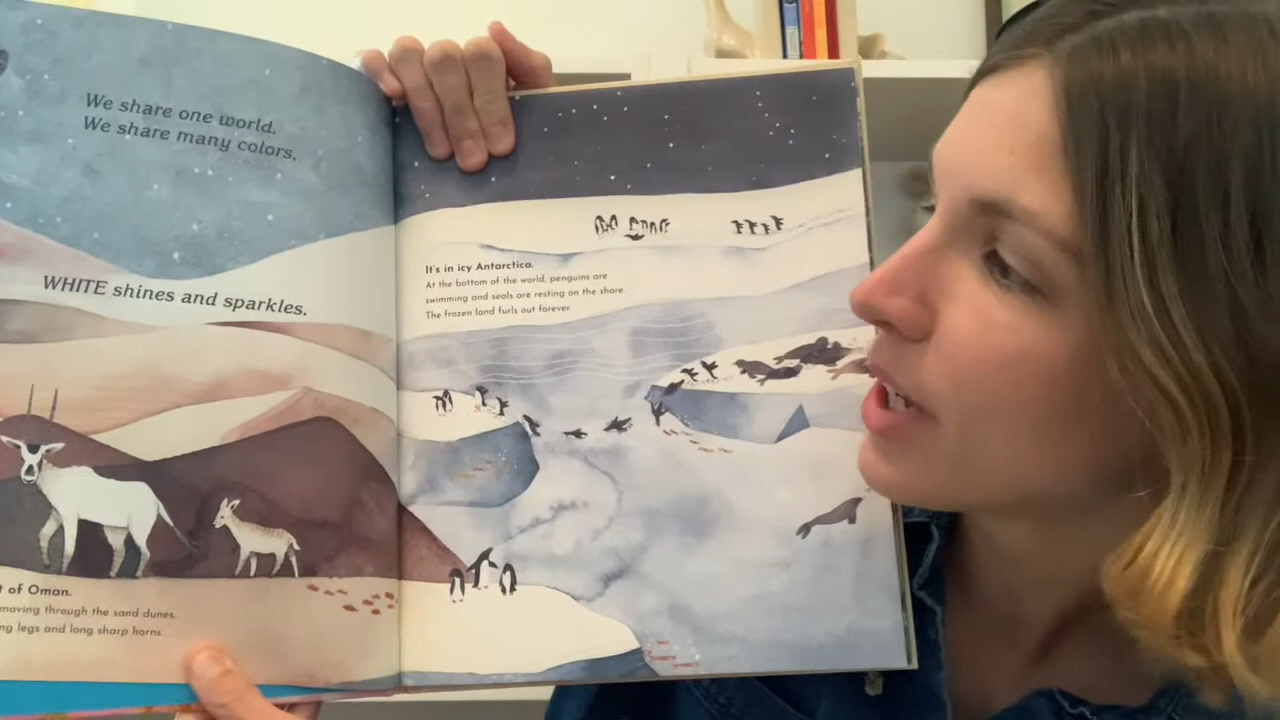 We share one world.
We share many colors.
WHITE shines and sparkles.
of Oman.
moving through the sand dunes.
legs and long sharp horns
It's in icy Antarctica.
At the bottom of the world, penguins are
swimming and seals are resting on the shore.
The frozen land furls out forever